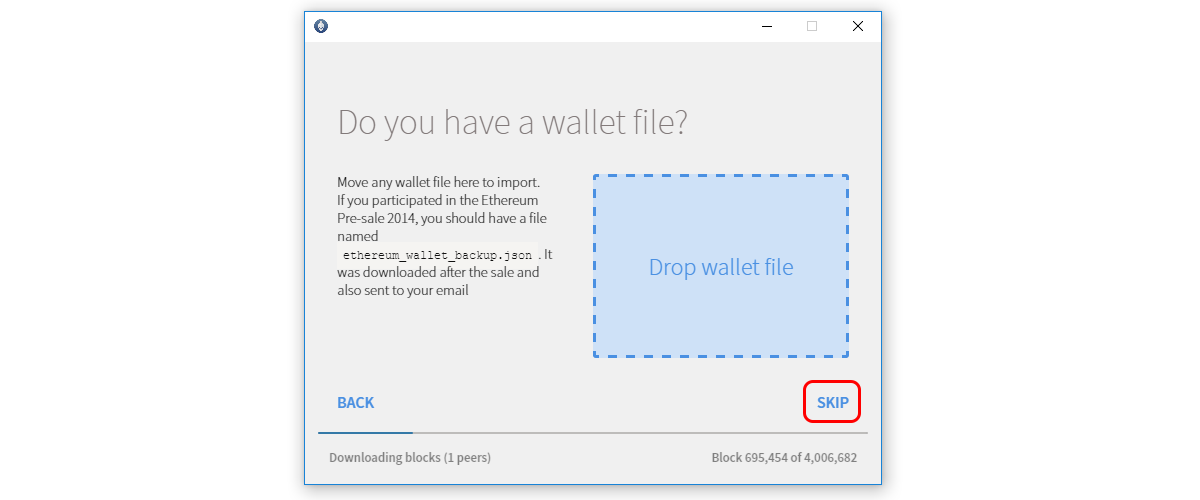 Do you have a wallet file?
Move any wallet file here to import.
If you participated in the Ethereum
Pre-sale 2014, you should have a file
named
ethereum_wallet_backup.json . It
was downloaded after the sale and
also sent to your email
Drop wallet file
BACK
SKIP
Downloading blocks (1 peers)
Block 695,454 of 4,006,682